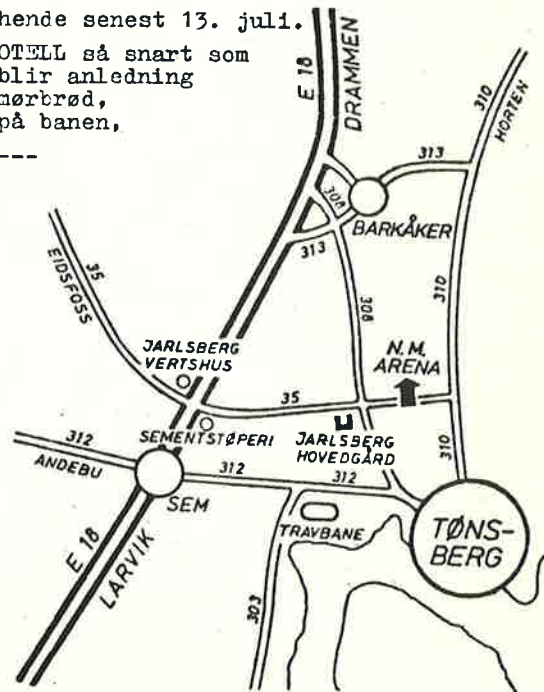 hende senest 13. juli.
OTELL så snart som
blir anledning
nørbrød,
på banen,
---
E 18
DRAMMEN
310
HORTEN
313
308
BARKÅKER
313
35
EIDSFOSS
308
310
JARLSBERG
VERTSHUS
N.M.
ARENA
35
SEMENTSTØPERI
JARLSBERG
HOVEDGÅRD
310
312
ANDEBU
312
312
SEM
TRAVBANE
TØNS-
BERG
E 18
LARVIK
303